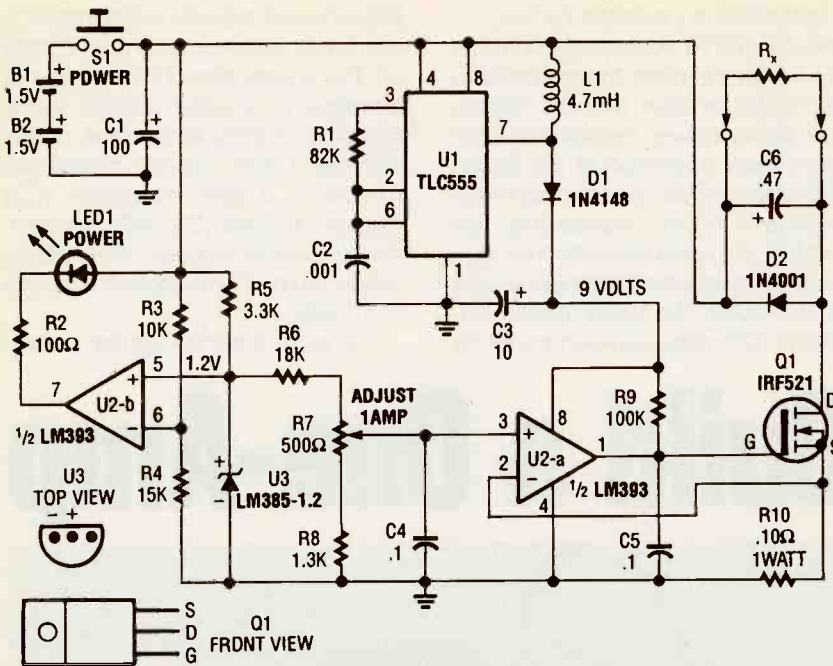 S1
PDWER
B1
1.5V
B2
1.5V
C1
100
LED1
POWER
R2
100Ω
R3
10K
R4
15K
R5
3.3K
1.2V
R6
18K
7
5
6
U2-b
1/2 LM393
U3
TOP VIEW
- +
U3
LM385-1.2
R7
500Ω
ADJUST
1AMP
R8
1.3K
C4
.1
R1
82K
C2
.001
3
2
6
4
8
7
1
U1
TLC555
L1
4.7mH
D1
1N4148
C3
10
9 VDLTS
3
2
8
1
4
U2-a
1/2 LM393
R9
100K
C5
.1
Rx
C6
.47
D2
1N4001
Q1
IRF521
D
G
S
R10
.10Ω
1WATT
S
D
G
Q1
FRDNT VIEW